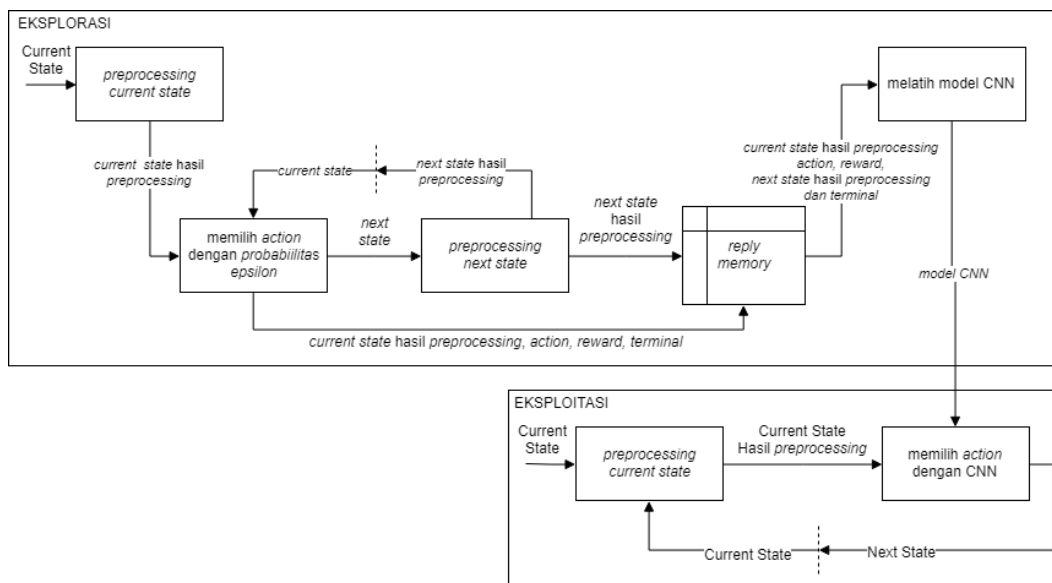 EKSPLORASI
Current
State
preprocessing
current state
melatih model CNN
current state hasil
preprocessing
current state
next state hasil
preprocessing
current state hasil preprocessing
action, reward,
next state hasil preprocessing
dan terminal
memilih action
dengan probabiilitas
epsilon
next
state
preprocessing
next state
next state
hasil
preprocessing
reply
memory
model CNN
current state hasil preprocessing, action, reward, terminal
EKSPLOITASI
Current
State
preprocessing
current state
Current State
Hasil preprocessing
memilih action
dengan CNN
Current State
Next State